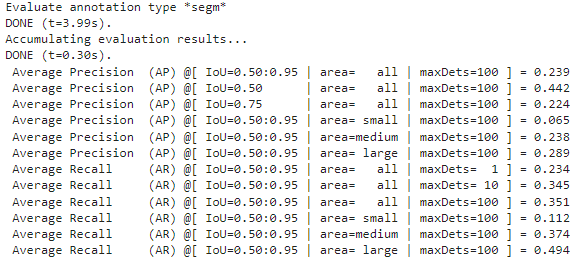 Evaluate annotation type *segm*
DONE (t=3.99s).
Accumulating evaluation results...
DONE (t=0.30s).
 Average Precision  (AP) @[ IoU=0.50:0.95 | area=   all | maxDets=100 ] = 0.239
 Average Precision  (AP) @[ IoU=0.50      | area=   all | maxDets=100 ] = 0.442
 Average Precision  (AP) @[ IoU=0.75      | area=   all | maxDets=100 ] = 0.224
 Average Precision  (AP) @[ IoU=0.50:0.95 | area= small | maxDets=100 ] = 0.065
 Average Precision  (AP) @[ IoU=0.50:0.95 | area=medium | maxDets=100 ] = 0.238
 Average Precision  (AP) @[ IoU=0.50:0.95 | area= large | maxDets=100 ] = 0.289
 Average Recall     (AR) @[ IoU=0.50:0.95 | area=   all | maxDets=  1 ] = 0.234
 Average Recall     (AR) @[ IoU=0.50:0.95 | area=   all | maxDets= 10 ] = 0.345
 Average Recall     (AR) @[ IoU=0.50:0.95 | area=   all | maxDets=100 ] = 0.351
 Average Recall     (AR) @[ IoU=0.50:0.95 | area= small | maxDets=100 ] = 0.112
 Average Recall     (AR) @[ IoU=0.50:0.95 | area=medium | maxDets=100 ] = 0.374
 Average Recall     (AR) @[ IoU=0.50:0.95 | area= large | maxDets=100 ] = 0.494